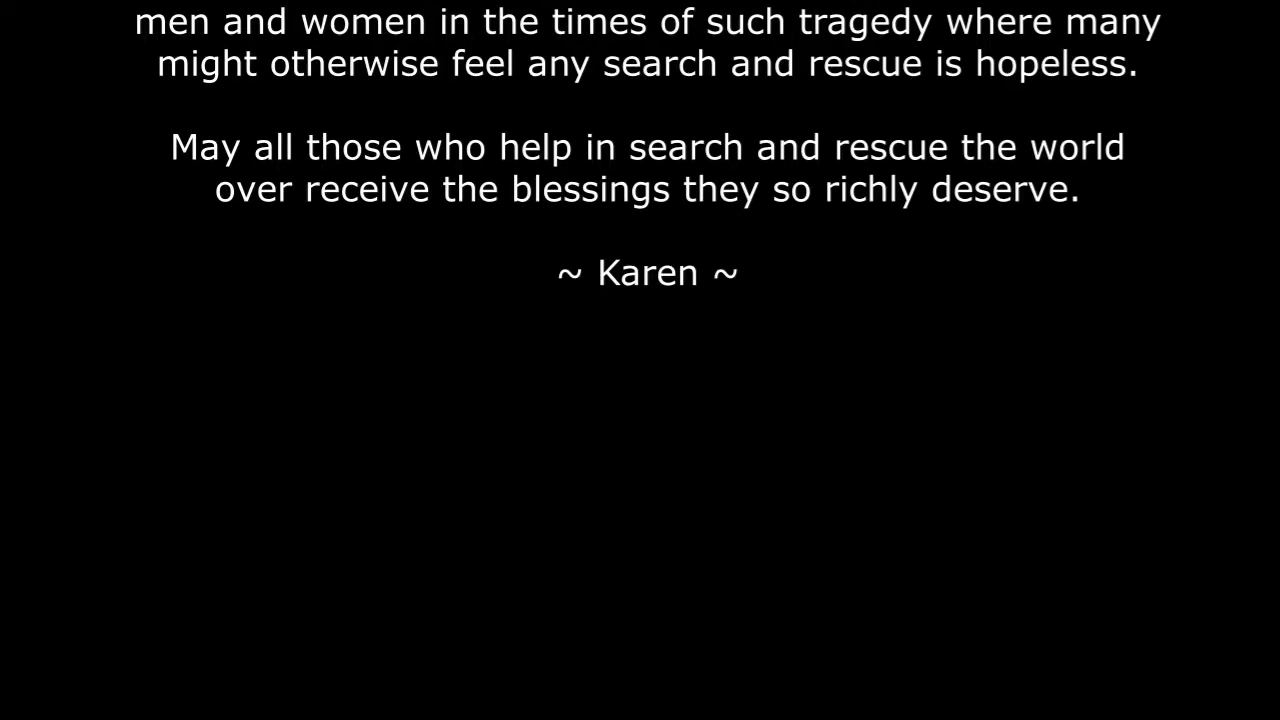 men and women in the times of such tragedy where many
might otherwise feel any search and rescue is hopeless.
May all those who help in search and rescue the world
over receive the blessings they so richly deserve.
~ Karen ~